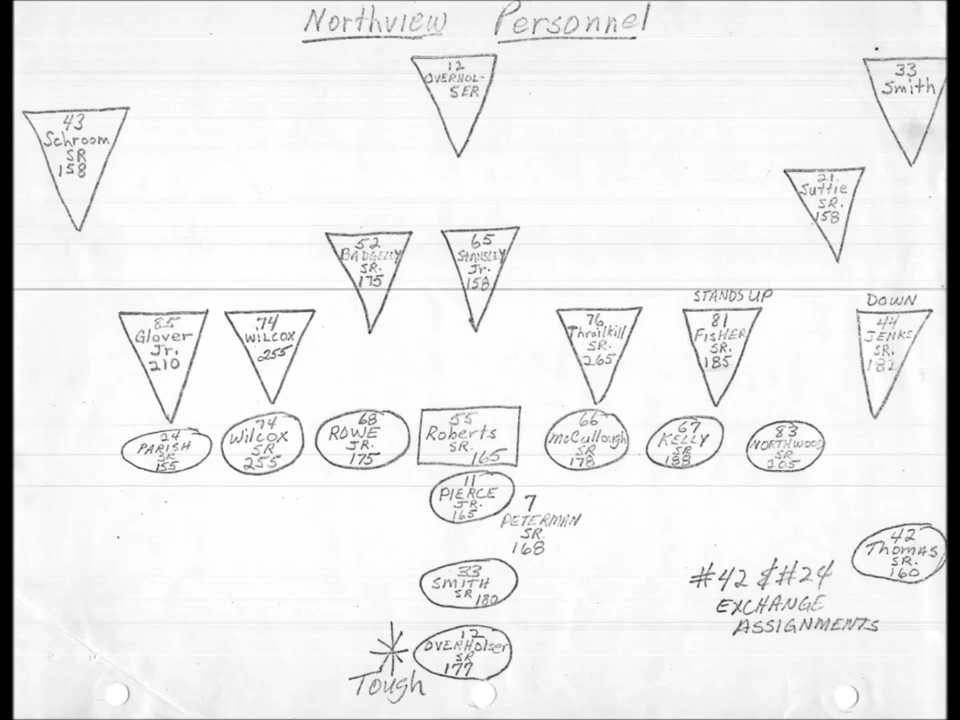 Northview Personnel
12
OVERHOL-
SER
33
Smith
43
Schroom
SR
158
21
Suttie
SR.
158
52
BADGLEY
SR.
175
65
STANSLEY
Jr.
158
STANDS UP
DOWN
85
Glover
Jr.
210
74
WILCOX
255
76
Thrailkill
SR.
265
81
FISHER
SR.
185
44
JENKS
SR.
182
24
PARISH
SR
155
74
Wilcox
SR
255
68
ROWE
JR.
175
55
Roberts
SR.
165
66
McCullough
SR
178
67
KELLY
SR
188
83
NORTHWOOD
SR
205
11
PIERCE
JR.
165
7
PETERMAN
SR.
168
42
Thomas
SR.
160
33
SMITH
SR 180
#42 & #24
EXCHANGE
ASSIGNMENTS
12
OVERHOLSER
SR
177
Tough